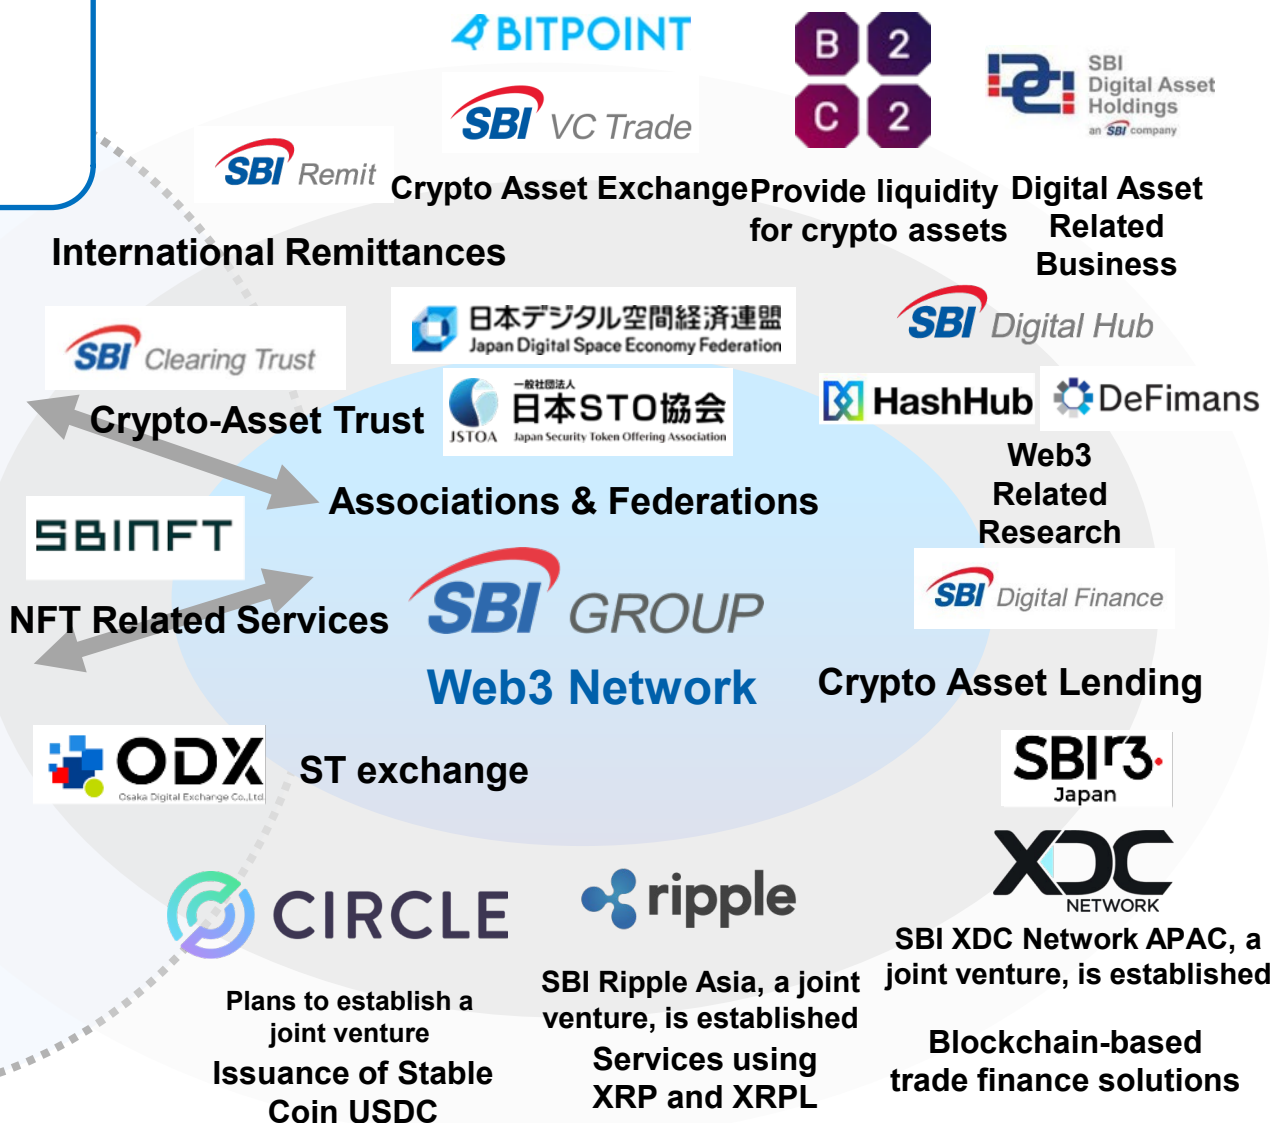 BITPOINT
SBI VC Trade
B 2
C 2
SBI
Digital Asset
Holdings
an SBI company
SBI Remit
Crypto Asset Exchange
Provide liquidity
for crypto assets
Digital Asset
Related
Business
International Remittances
SBI Clearing Trust
日本デジタル空間経済連盟
Japan Digital Space Economy Federation
SBI Digital Hub
Crypto-Asset Trust
一般社団法人
日本STO協会
JSTOA
Japan Security Token Offering Association
HashHub
DeFimans
Web3
Related
Research
Associations & Federations
SBINFT
NFT Related Services
SBI GROUP
Web3 Network
SBI Digital Finance
Crypto Asset Lending
ODX
Osaka Digital Exchange Co.,Ltd.
ST exchange
SBI r3.
Japan
XDC
NETWORK
SBI XDC Network APAC, a
joint venture, is established
Blockchain-based
trade finance solutions
CIRCLE
Plans to establish a
joint venture
Issuance of Stable
Coin USDC
ripple
SBI Ripple Asia, a joint
venture, is established
Services using
XRP and XRPL